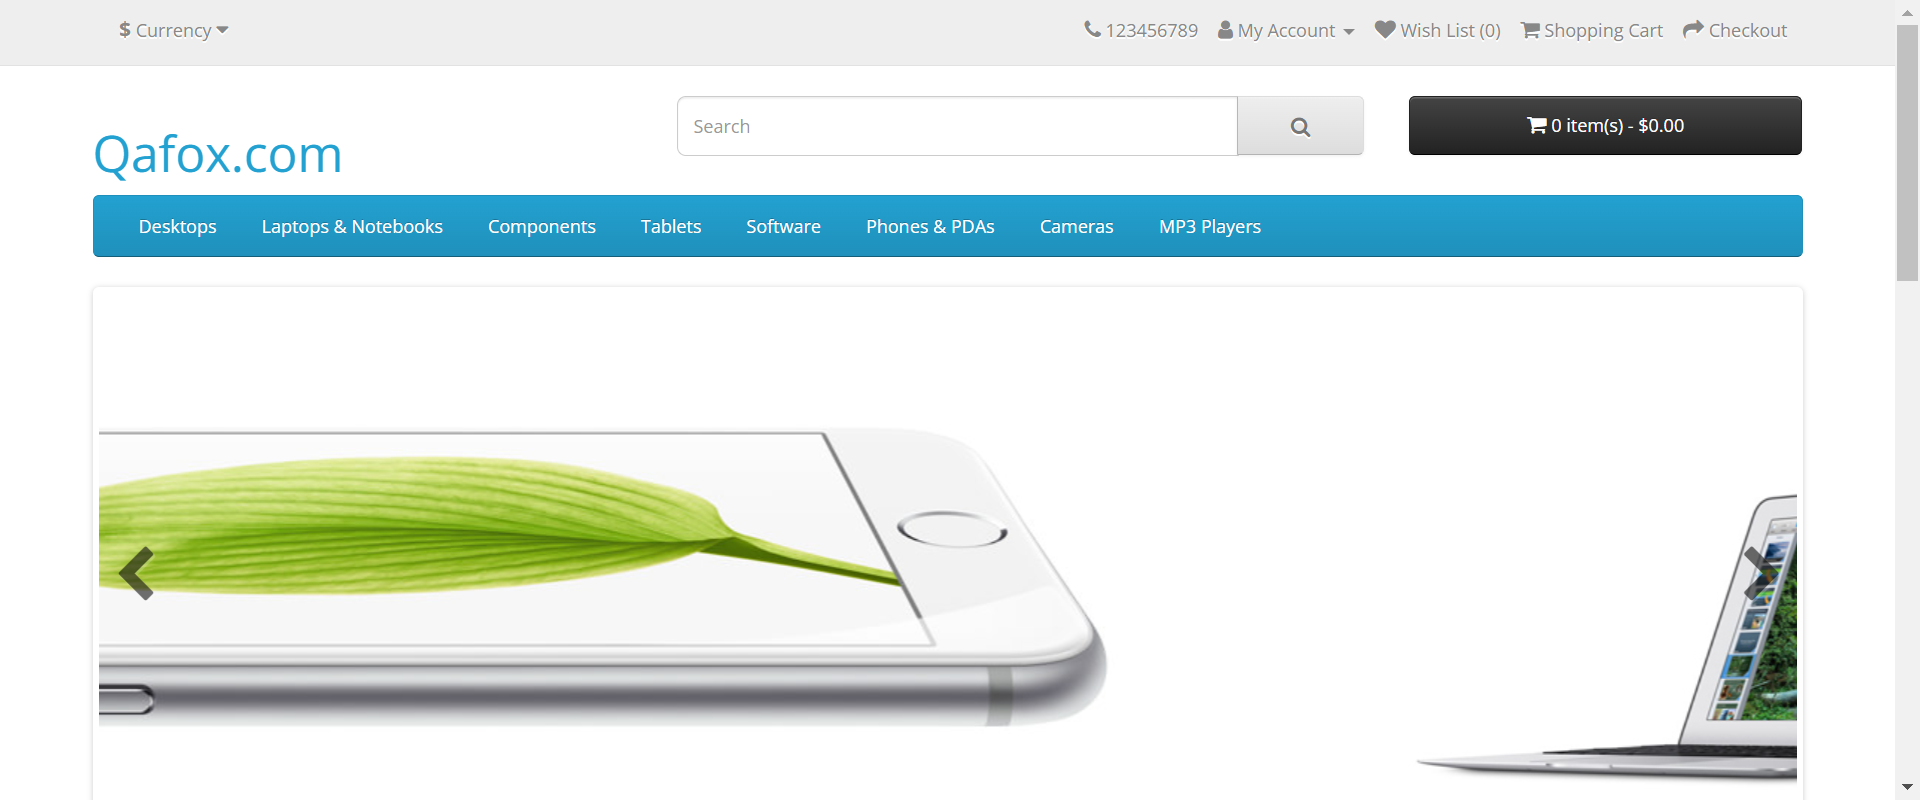 $ Currency
123456789 My Account Wish List (0) Shopping Cart Checkout
Search
0 item(s) - $0.00
Qafox.com
Desktops Laptops & Notebooks Components Tablets Software Phones & PDAs Cameras MP3 Players